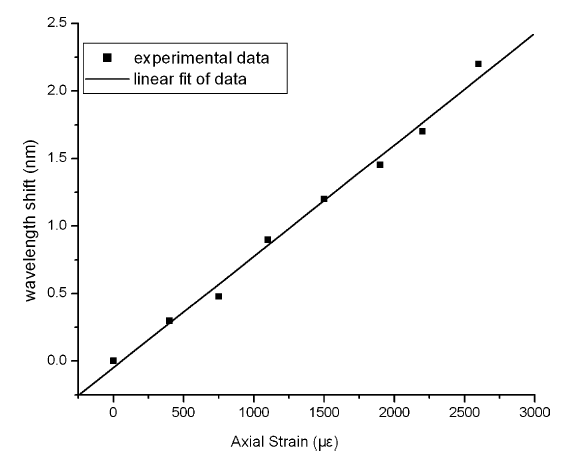 2.5
experimental data
linear fit of data
2.0
1.5
1.0
0.5
0.0
wavelength shift (nm)
0 500 1000 1500 2000 2500 3000
Axial Strain (με)